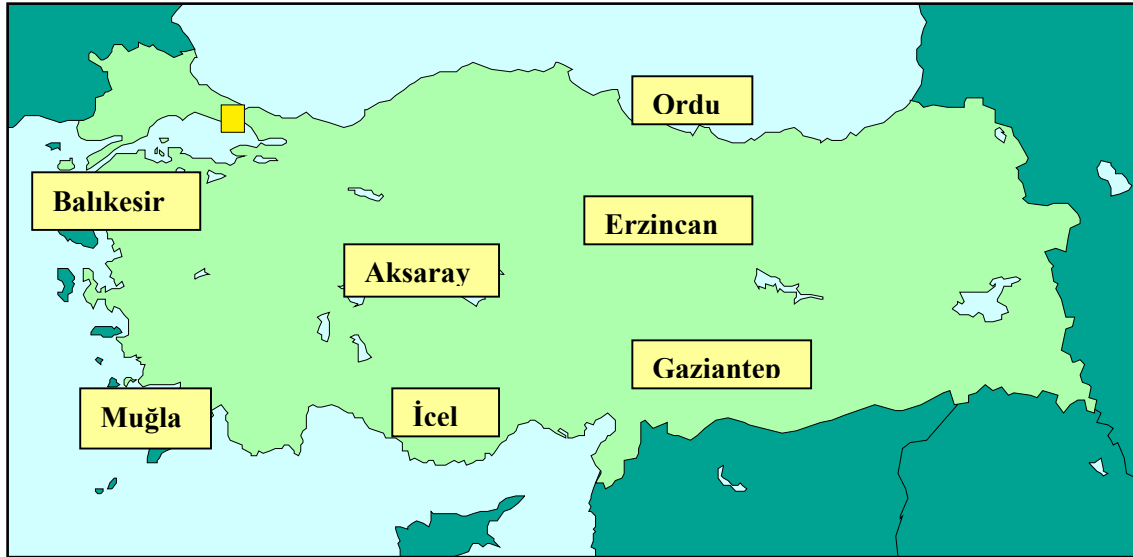 Ordu
Balıkesir
Erzincan
Aksaray
Gaziantep
Muğla
İcel